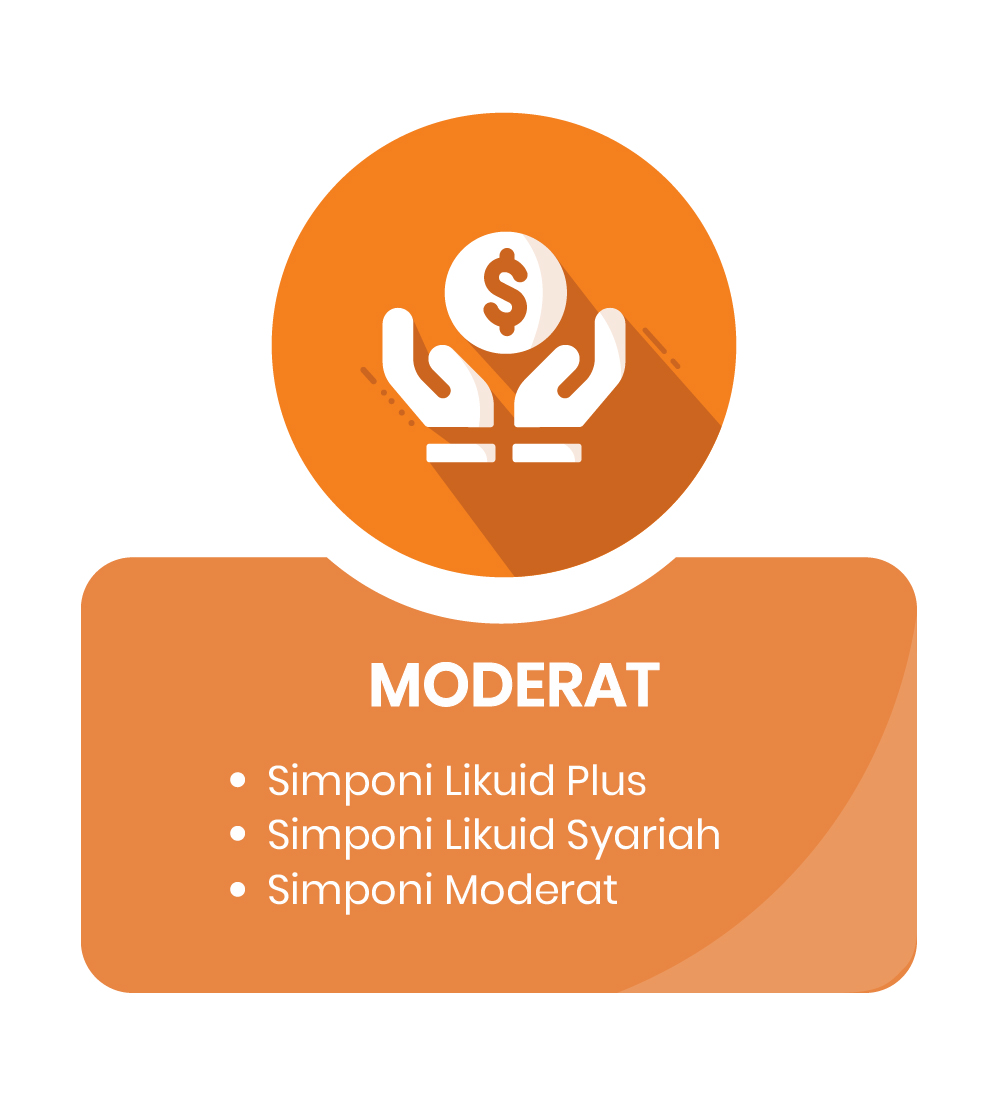 $
MODERAT
• Simponi Likuid Plus
• Simponi Likuid Syariah
• Simponi Moderat